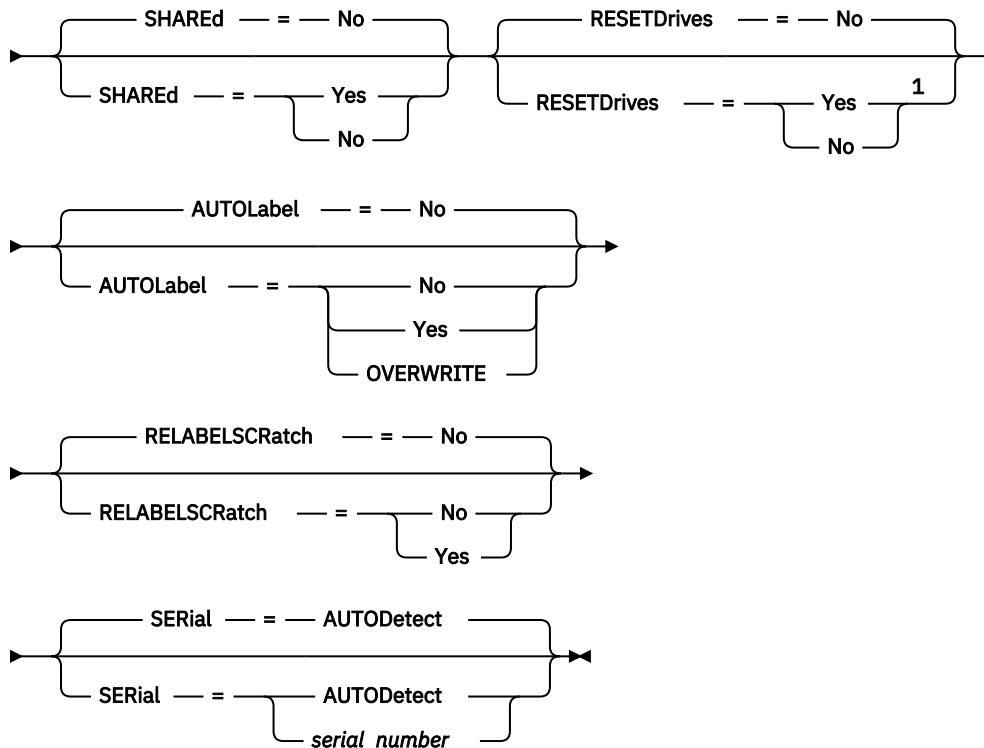 SHAREd = No RESETDrives = No
SHAREd = Yes RESETDrives = Yes 1
No No
AUTOLabel = No
AUTOLabel = No
Yes
OVERWRITE
RELABELSCRatch = No
RELABELSCRatch = No
Yes
SERial = AUTODetect
SERial = AUTODetect
serial number